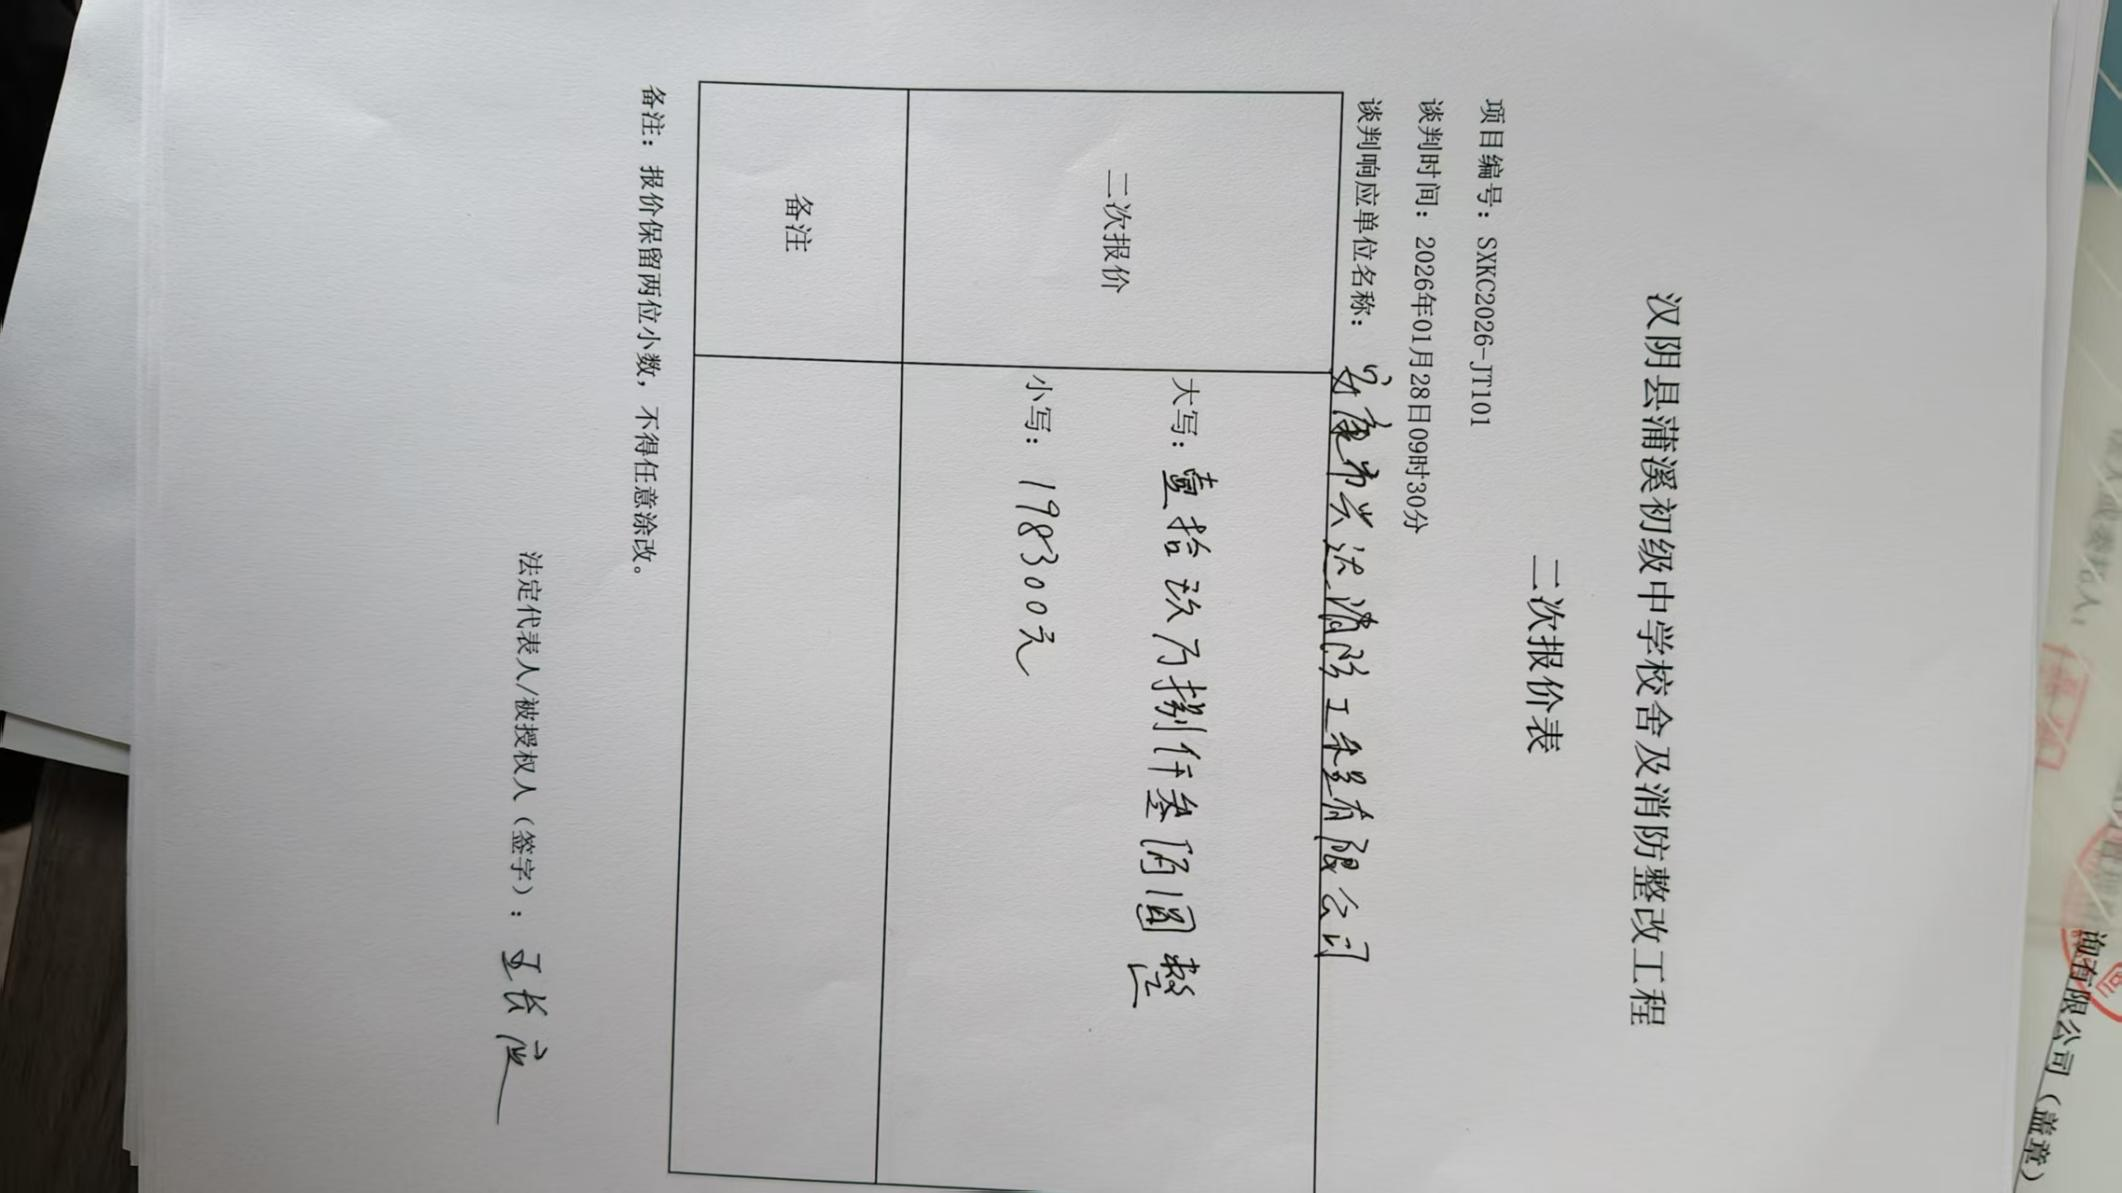 汉阴县蒲溪初级中学校舍及消防整改工程
二次报价表
项目编号：SXKC2026-JT101
谈判时间：2026年01月28日09时30分
谈判响应单位名称：安康市兴达消防工程有限公司
二次报价
大写：壹拾玖万捌仟叁佰圆整
小写：198300元
备注
备注：报价保留两位小数，不得任意涂改。
法定代表人/被授权人（签字）：王长
询有限公司（盖章）